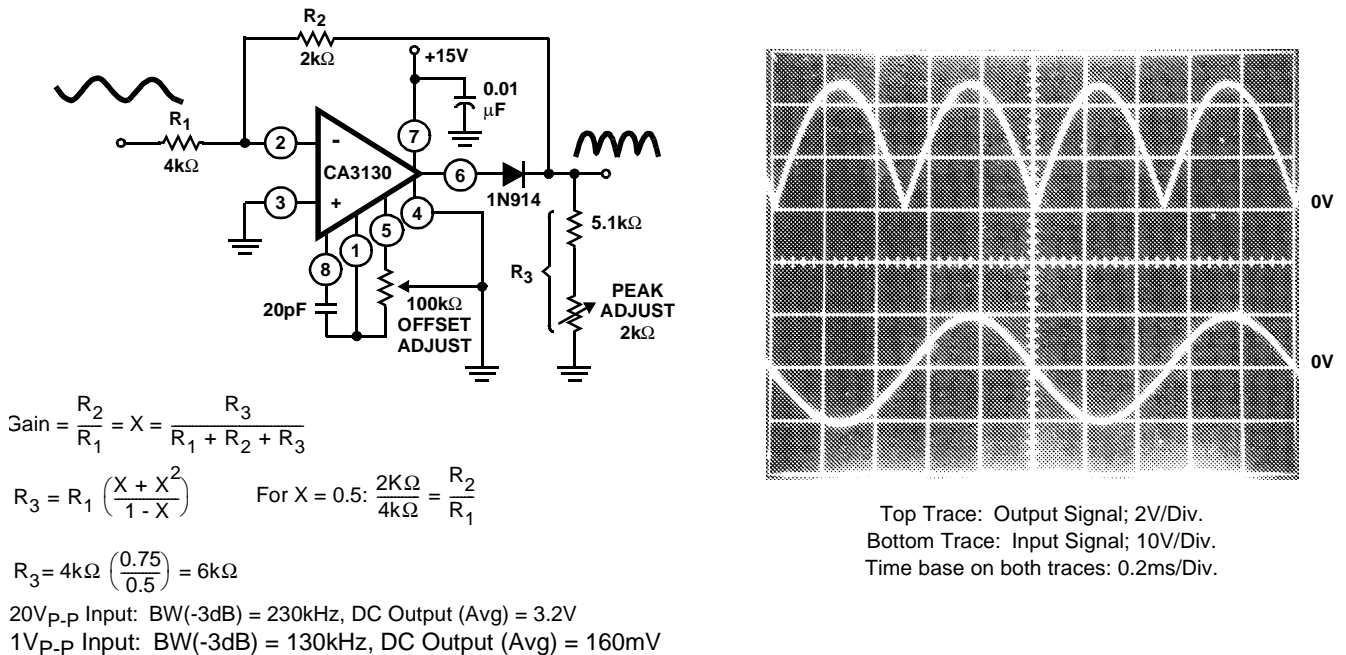 R2
2kΩ
+15V
0.01
µF
R1
4kΩ
2
-
7
CA3130
6
1N914
3
+
4
5
1
8
5.1kΩ
R3
20pF
100kΩ
OFFSET
ADJUST
PEAK
ADJUST
2kΩ
0V
0V
Gain = R2/R1 = X = R3/(R1 + R2 + R3)
R3 = R1 ((X + X²)/(1 - X)) For X = 0.5: 2KΩ/4kΩ = R2/R1
R3 = 4kΩ (0.75/0.5) = 6kΩ
20VP-P Input: BW(-3dB) = 230kHz, DC Output (Avg) = 3.2V
1VP-P Input: BW(-3dB) = 130kHz, DC Output (Avg) = 160mV
Top Trace: Output Signal; 2V/Div.
Bottom Trace: Input Signal; 10V/Div.
Time base on both traces: 0.2ms/Div.